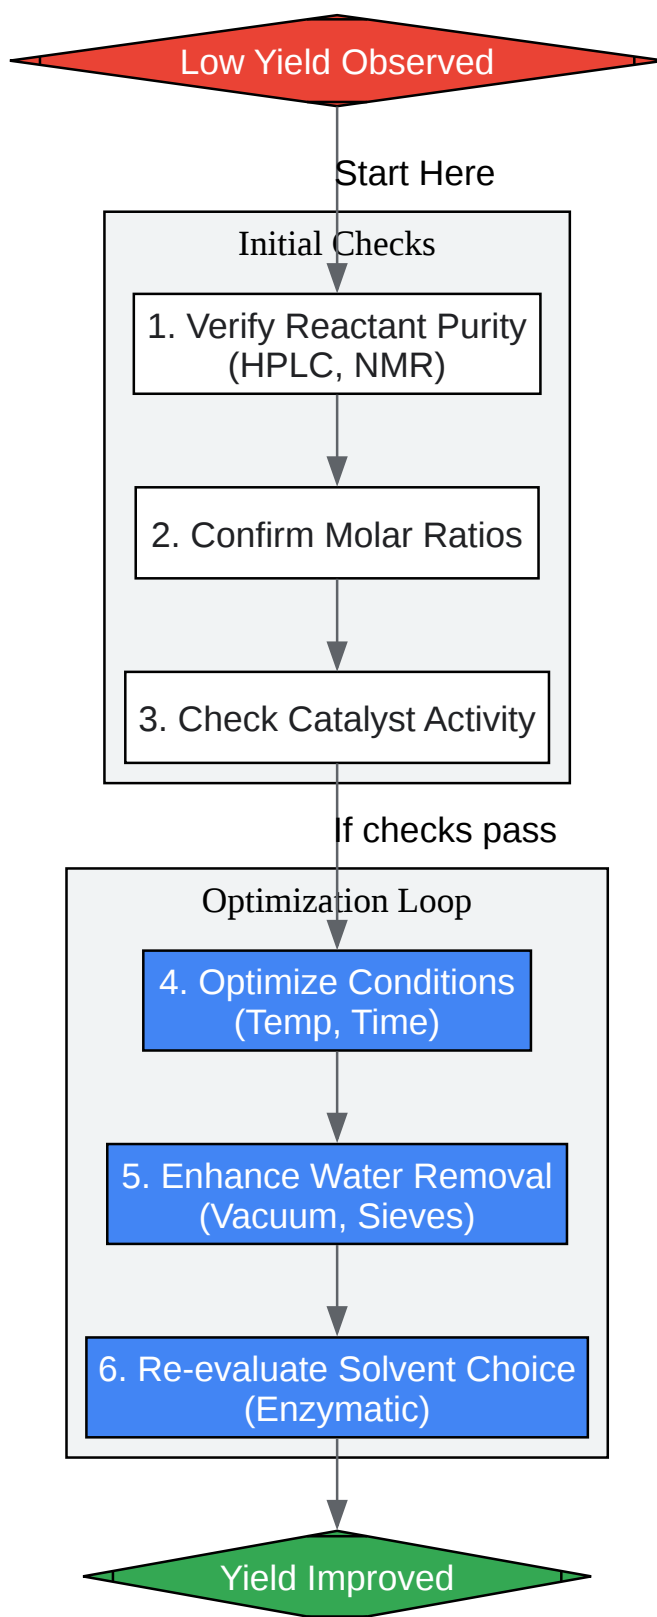 Low Yield Observed
Start Here
Initial Checks
1. Verify Reactant Purity
(HPLC, NMR)
2. Confirm Molar Ratios
3. Check Catalyst Activity
If checks pass
Optimization Loop
4. Optimize Conditions
(Temp, Time)
5. Enhance Water Removal
(Vacuum, Sieves)
6. Re-evaluate Solvent Choice
(Enzymatic)
Yield Improved